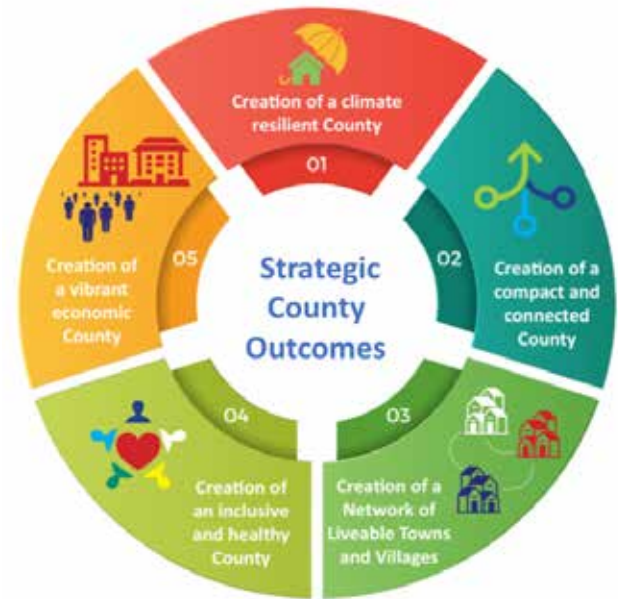 Creation of a climate
resilient County
01
Creation of a
compact and
connected
County
02
Creation of a
Network of
Liveable Towns
and Villages
03
Creation of
an inclusive
and healthy
County
04
Creation of
a vibrant
economic
County
05
Strategic
County
Outcomes